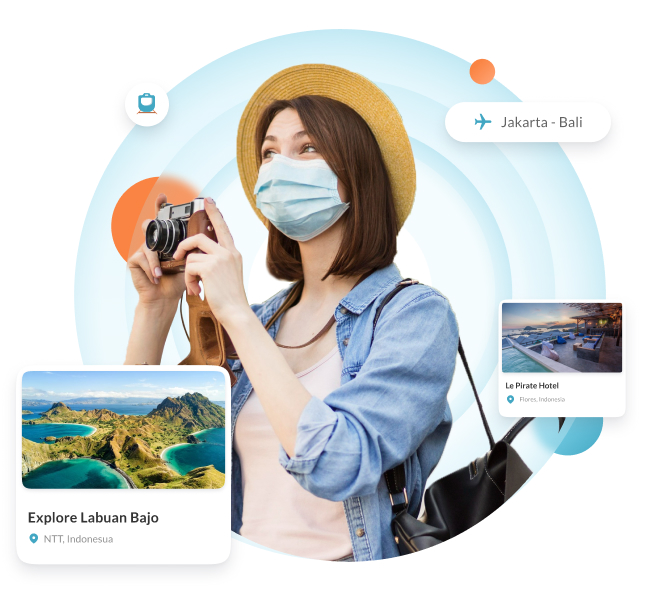 Jakarta - Bali
Le Pirate Hotel
Flores, Indonesia
Explore Labuan Bajo
NTT, Indonesua